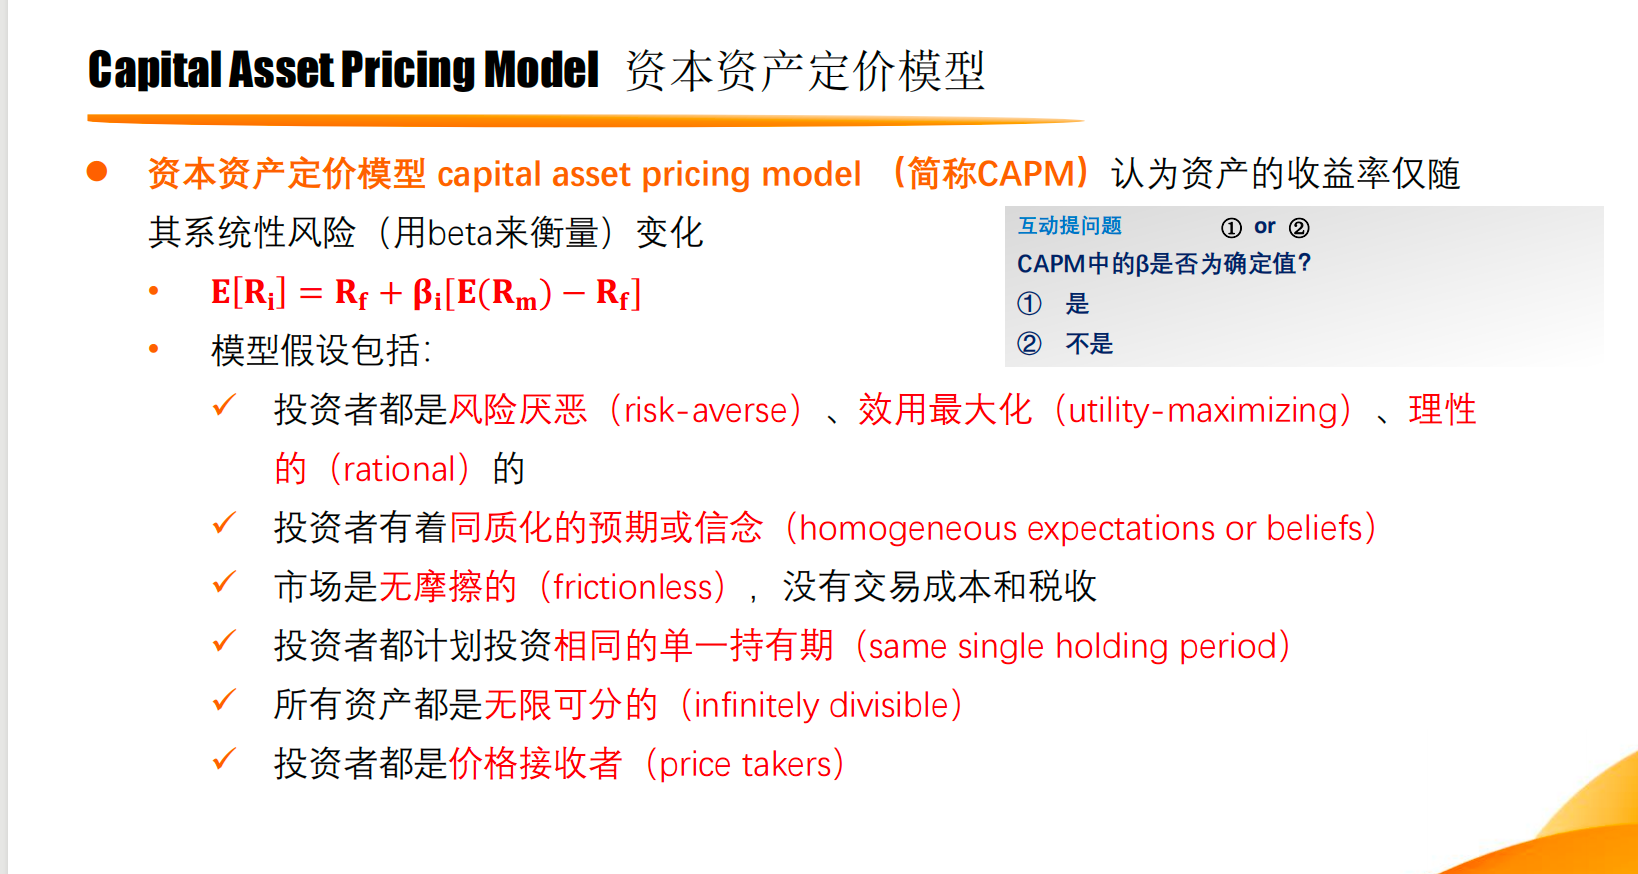 Capital Asset Pricing Model 资本资产定价模型
资本资产定价模型 capital asset pricing model （简称CAPM）认为资产的收益率仅随
其系统性风险（用beta来衡量）变化
互动提问题 ① or ②
CAPM中的β是否为确定值？
① 是
② 不是
E[Rᵢ] = R_f + βᵢ[E(R_m) − R_f]
模型假设包括：
投资者都是风险厌恶（risk-averse）、效用最大化（utility-maximizing）、理性
的（rational）的
投资者有着同质化的预期或信念（homogeneous expectations or beliefs）
市场是无摩擦的（frictionless），没有交易成本和税收
投资者都计划投资相同的单一持有期（same single holding period）
所有资产都是无限可分的（infinitely divisible）
投资者都是价格接收者（price takers）